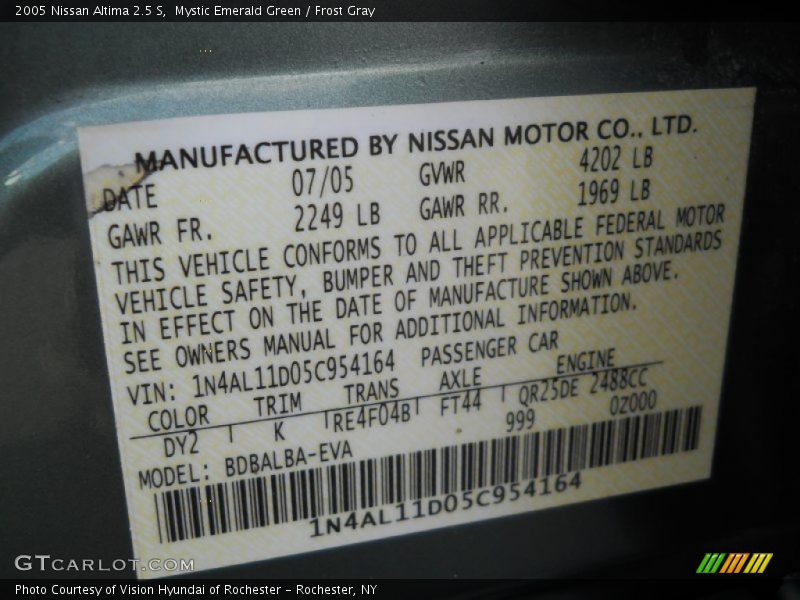 2005 Nissan Altima 2.5 S, Mystic Emerald Green / Frost Gray
MANUFACTURED BY NISSAN MOTOR CO., LTD.
DATE 07/05 GVWR 4202 LB
GAWR FR. 2249 LB GAWR RR. 1969 LB
THIS VEHICLE CONFORMS TO ALL APPLICABLE FEDERAL MOTOR
VEHICLE SAFETY, BUMPER AND THEFT PREVENTION STANDARDS
IN EFFECT ON THE DATE OF MANUFACTURE SHOWN ABOVE.
SEE OWNERS MANUAL FOR ADDITIONAL INFORMATION.
VIN: 1N4AL11D05C954164 PASSENGER CAR
COLOR TRIM TRANS AXLE ENGINE
DY2 K RE4F04B FT44 QR25DE 2488CC
999 0Z000
MODEL: BDBALBA-EVA
1N4AL11D05C954164
GTCARLOT.COM
Photo Courtesy of Vision Hyundai of Rochester – Rochester, NY